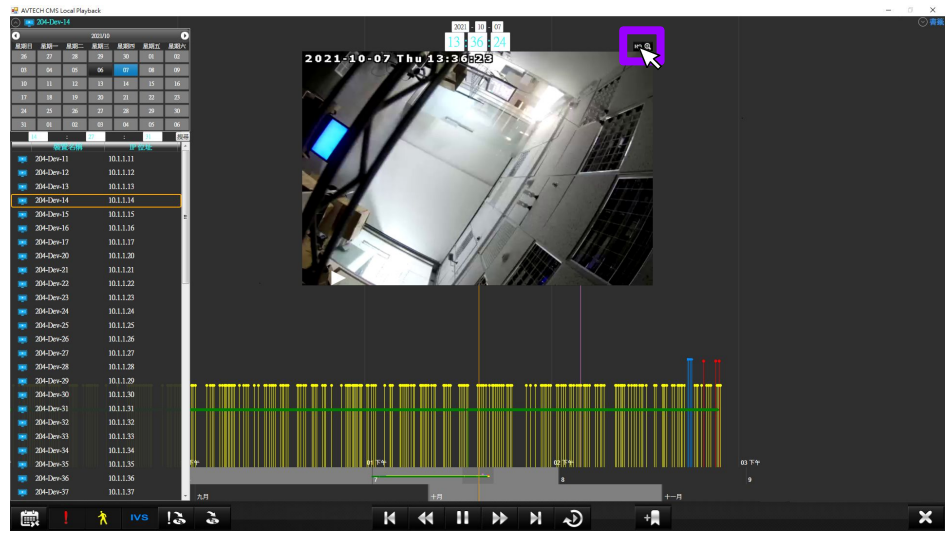 AVTECH CMS Local Playback
204-Dev-14
書籤
2021/10
星期日 星期一 星期二 星期三 星期四 星期五 星期六
26 27 28 29 30 01 02
03 04 05 06 07 08 09
10 11 12 13 14 15 16
17 18 19 20 21 22 23
24 25 26 27 28 29 30
31 01 02 03 04 05 06
搜尋
裝置名稱 IP 位址
204-Dev-11 10.1.1.11
204-Dev-12 10.1.1.12
204-Dev-13 10.1.1.13
204-Dev-14 10.1.1.14
204-Dev-15 10.1.1.15
204-Dev-16 10.1.1.16
204-Dev-17 10.1.1.17
204-Dev-20 10.1.1.20
204-Dev-21 10.1.1.21
204-Dev-22 10.1.1.22
204-Dev-23 10.1.1.23
204-Dev-24 10.1.1.24
204-Dev-25 10.1.1.25
204-Dev-26 10.1.1.26
204-Dev-27 10.1.1.27
204-Dev-28 10.1.1.28
204-Dev-29 10.1.1.29
204-Dev-30 10.1.1.30
204-Dev-31 10.1.1.31
204-Dev-32 10.1.1.32
204-Dev-33 10.1.1.33
204-Dev-34 10.1.1.34
204-Dev-35 10.1.1.35
204-Dev-36 10.1.1.36
204-Dev-37 10.1.1.37
2021 - 10 - 07
13 : 36 : 24
2021-10-07 Thu 13:36:23
01 下午 02 下午 03 下午
7 8 9
九月 十月 十一月
IVS